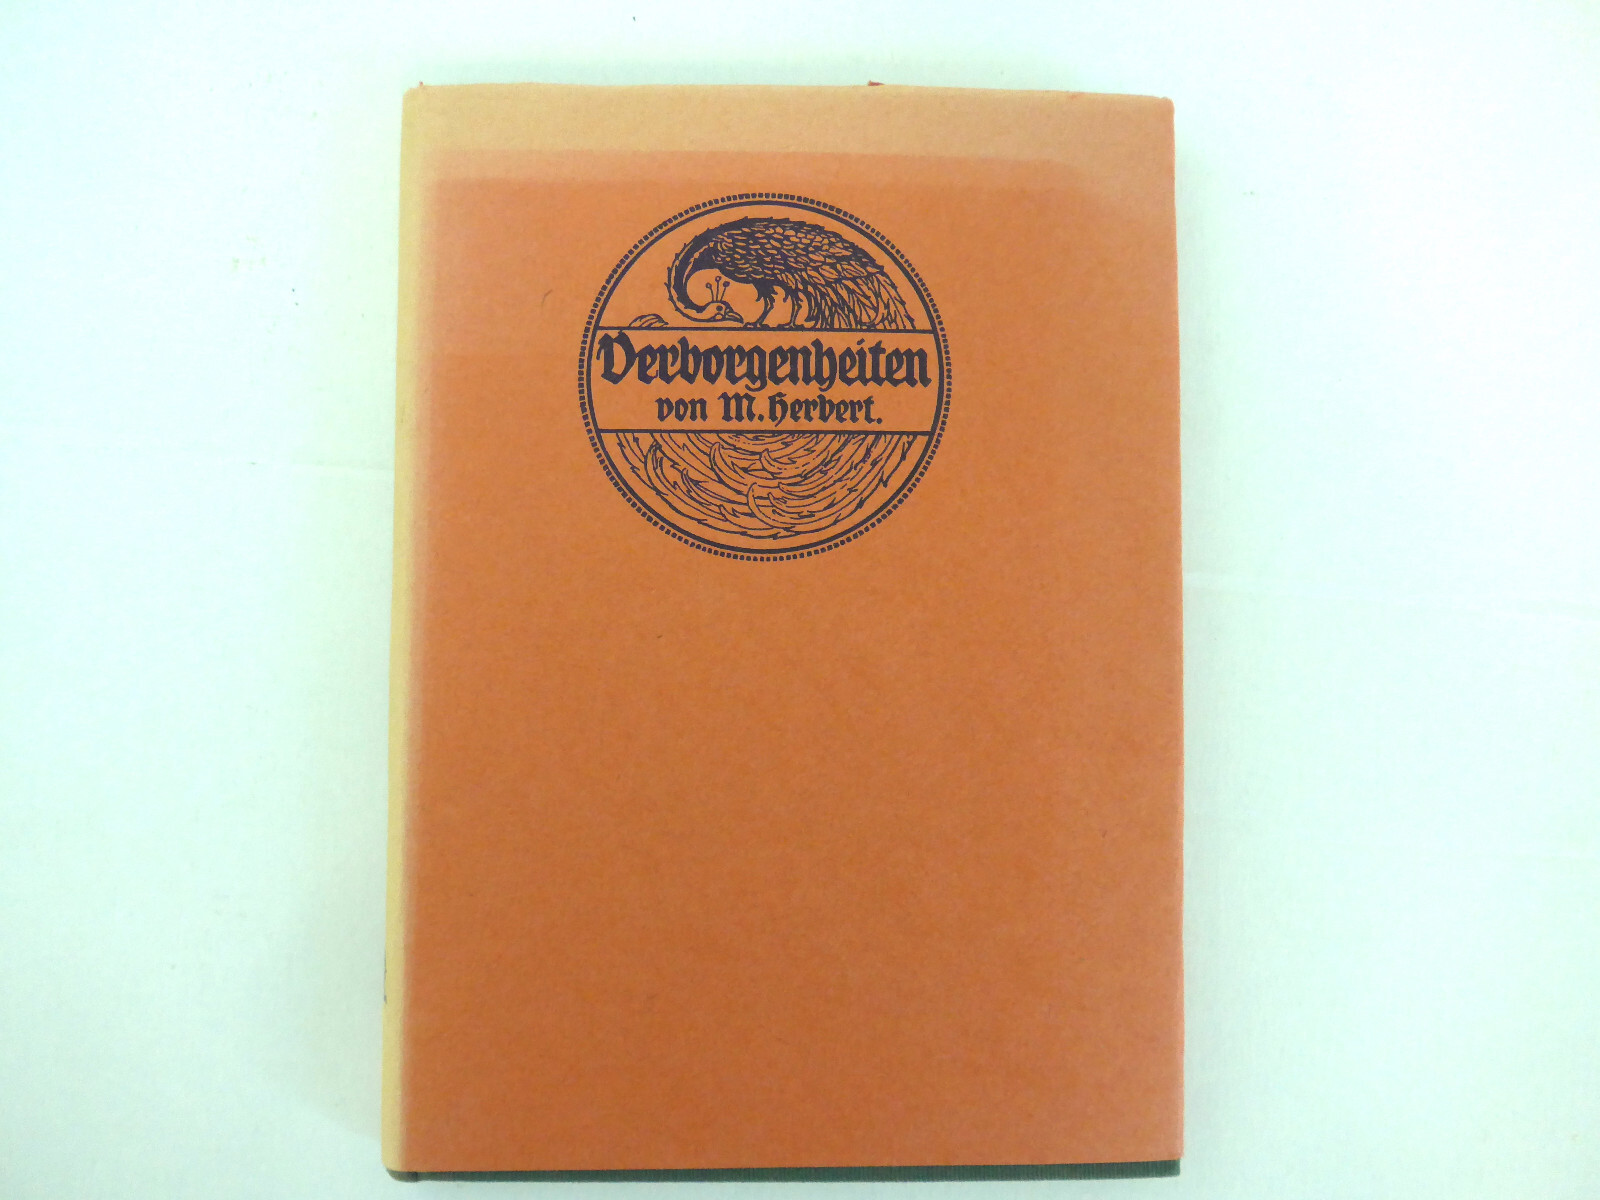 Verborgenheiten
von M. Herbert.